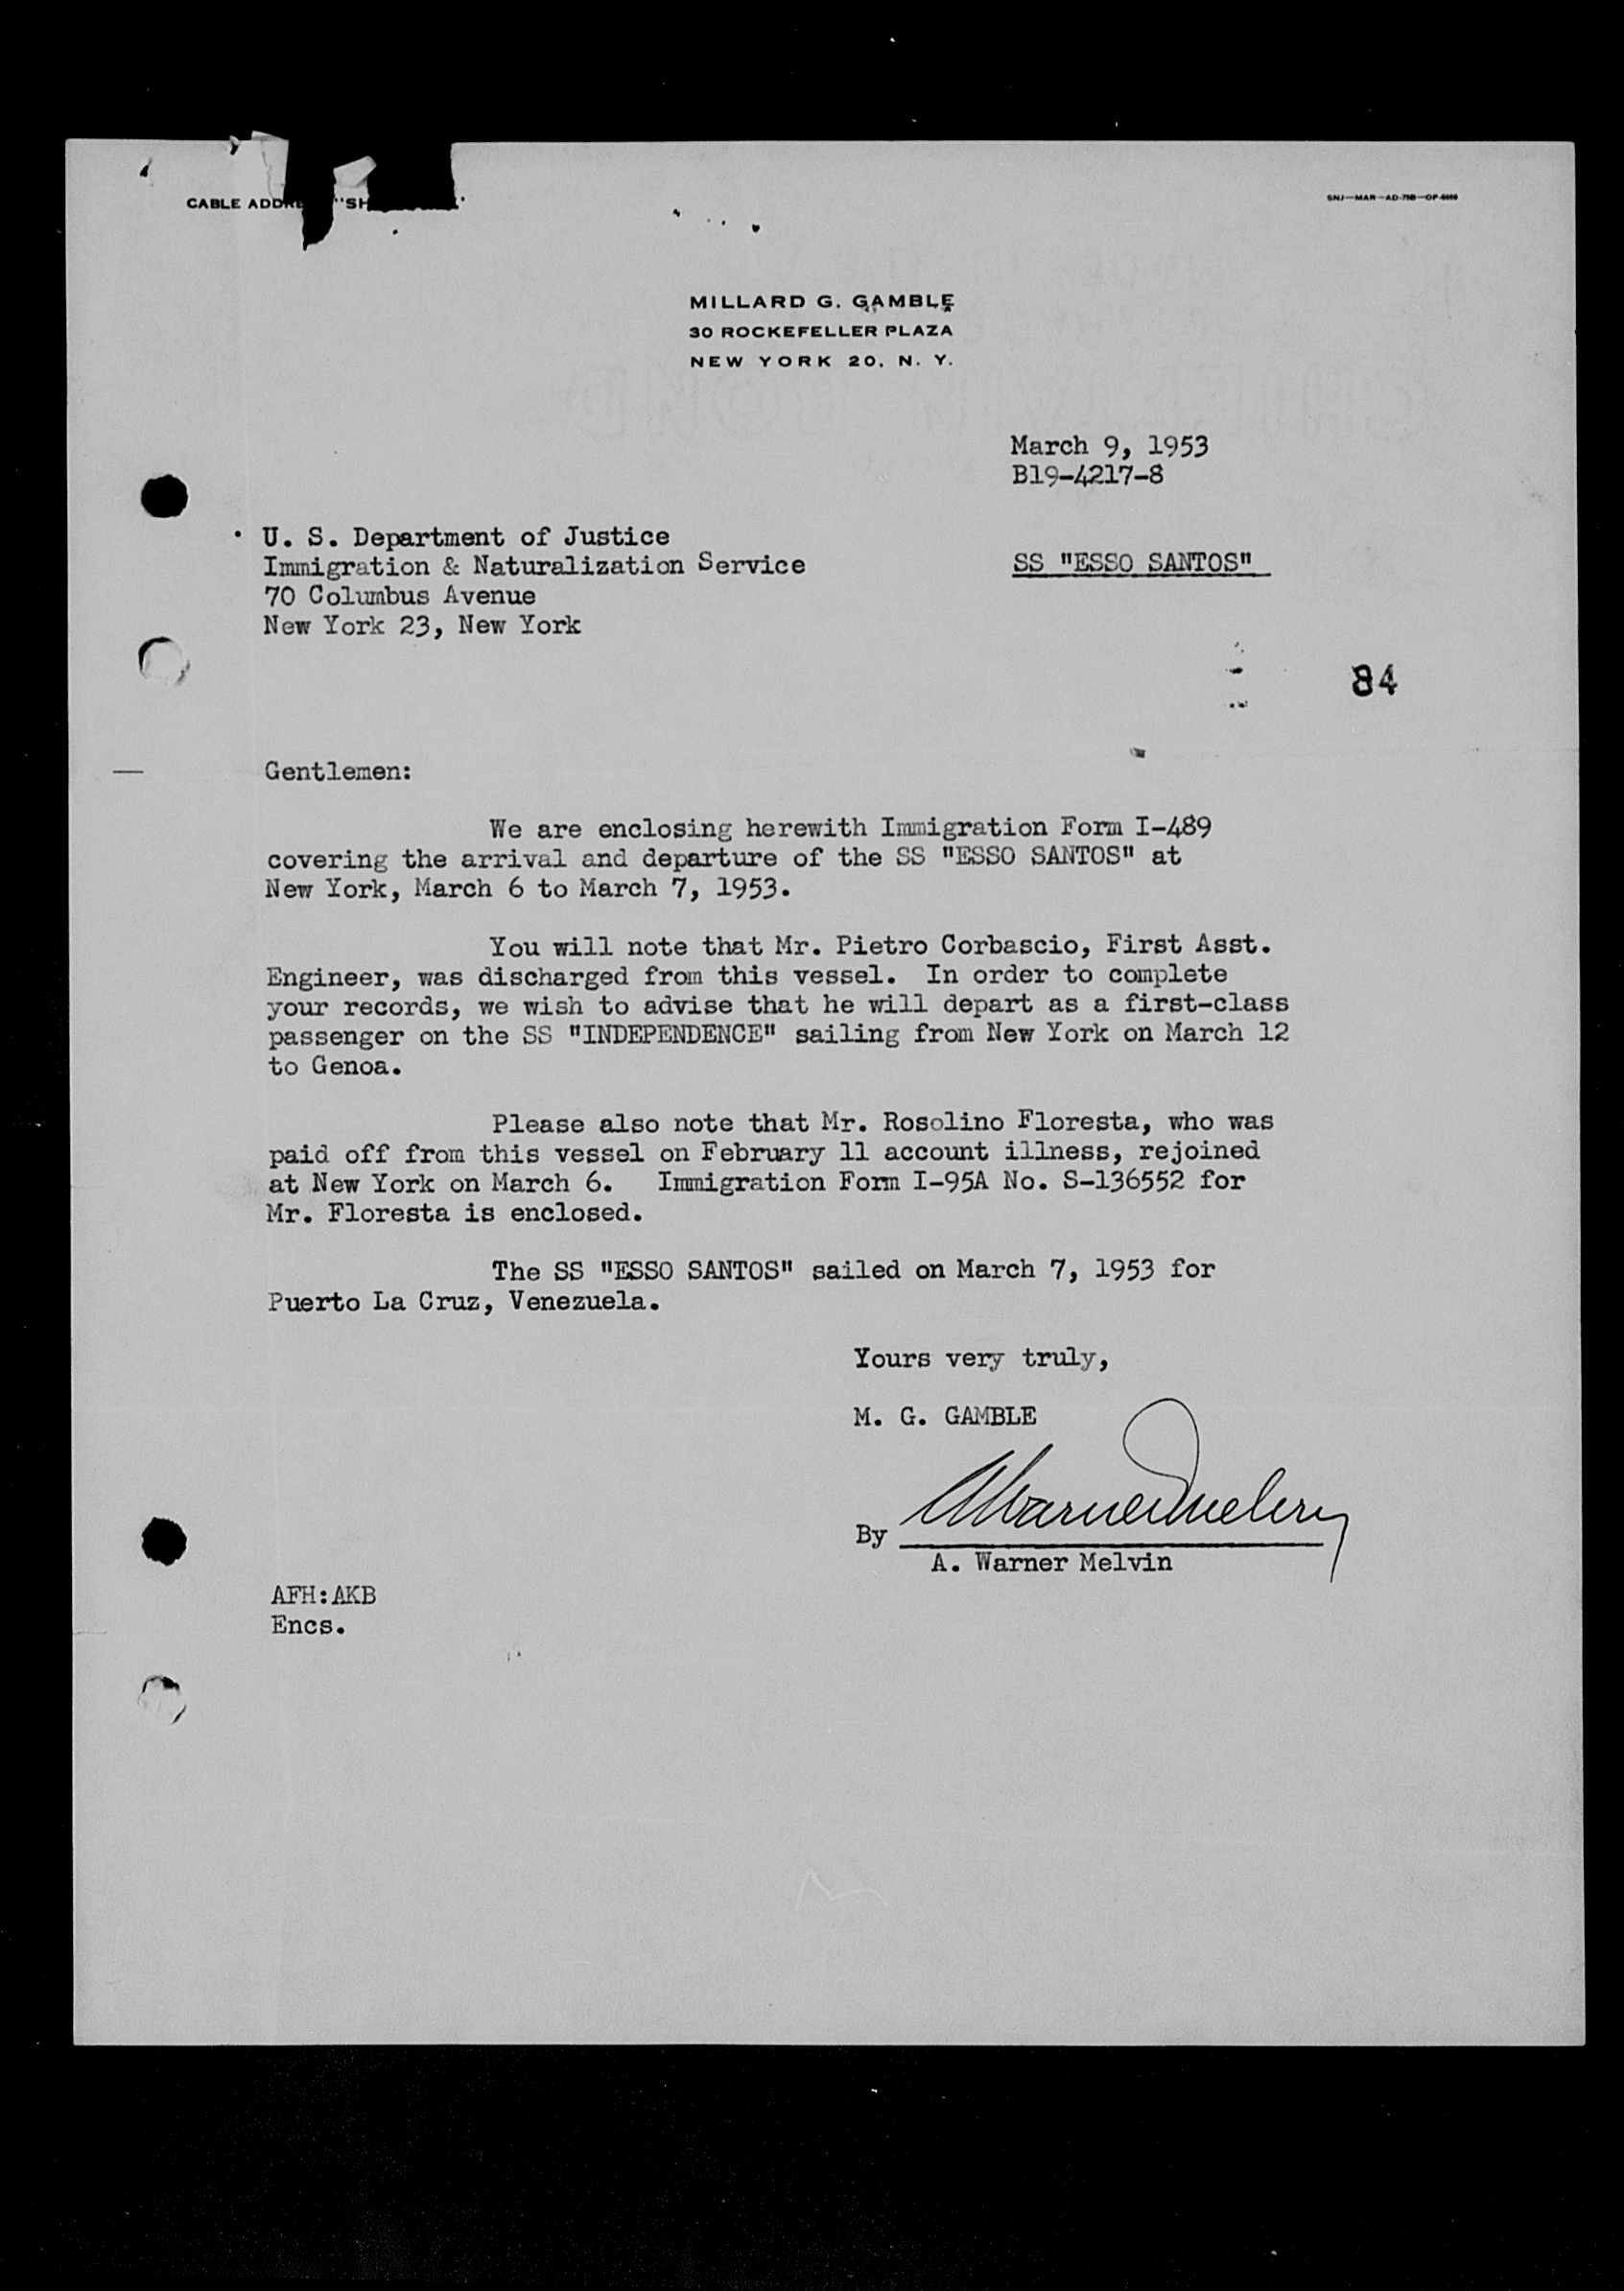 CABLE ADDRE "SH
MILLARD G. GAMBLE
30 ROCKEFELLER PLAZA
NEW YORK 20, N. Y.
March 9, 1953
B19-4217-8
U. S. Department of Justice
Immigration & Naturalization Service
70 Columbus Avenue
New York 23, New York
SS "ESSO SANTOS"
84
Gentlemen:
We are enclosing herewith Immigration Form I-489
covering the arrival and departure of the SS "ESSO SANTOS" at
New York, March 6 to March 7, 1953.
You will note that Mr. Pietro Corbascio, First Asst.
Engineer, was discharged from this vessel. In order to complete
your records, we wish to advise that he will depart as a first-class
passenger on the SS "INDEPENDENCE" sailing from New York on March 12
to Genoa.
Please also note that Mr. Rosolino Floresta, who was
paid off from this vessel on February 11 account illness, rejoined
at New York on March 6. Immigration Form I-95A No. S-136552 for
Mr. Floresta is enclosed.
The SS "ESSO SANTOS" sailed on March 7, 1953 for
Puerto La Cruz, Venezuela.
Yours very truly,
M. G. GAMBLE
By
A. Warner Melvin
AFH:AKB
Encs.